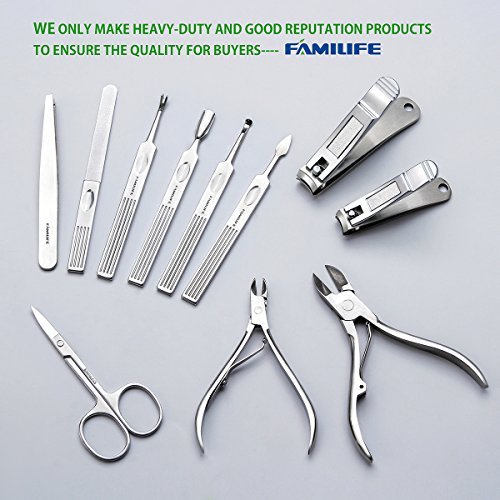 WE ONLY MAKE HEAVY-DUTY AND GOOD REPUTATION PRODUCTS
TO ENSURE THE QUALITY FOR BUYERS---- FAMILIFE